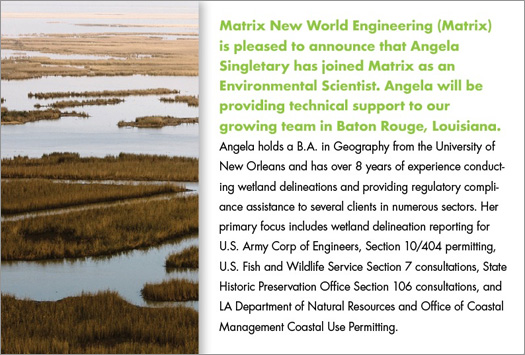 Matrix New World Engineering (Matrix)
is pleased to announce that Angela
Singletary has joined Matrix as an
Environmental Scientist. Angela will be
providing technical support to our
growing team in Baton Rouge, Louisiana.
Angela holds a B.A. in Geography from the University of
New Orleans and has over 8 years of experience conduct-
ing wetland delineations and providing regulatory compli-
ance assistance to several clients in numerous sectors. Her
primary focus includes wetland delineation reporting for
U.S. Army Corp of Engineers, Section 10/404 permitting,
U.S. Fish and Wildlife Service Section 7 consultations, State
Historic Preservation Office Section 106 consultations, and
LA Department of Natural Resources and Office of Coastal
Management Coastal Use Permitting.